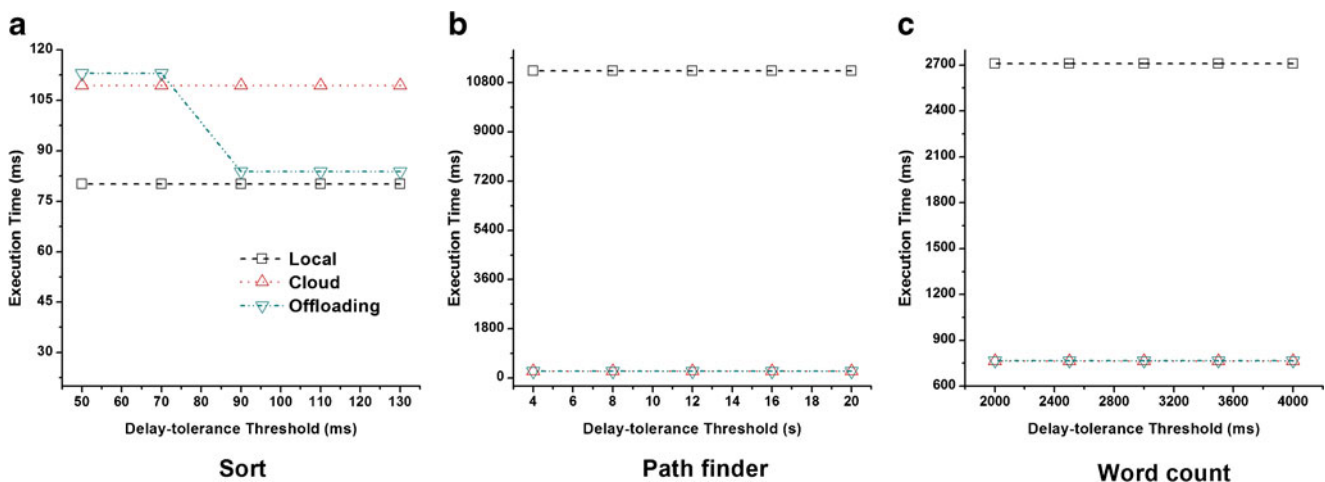 a
120
105
90
75
60
45
30
Execution Time (ms)
Local
Cloud
Offloading
50 60 70 80 90 100 110 120 130
Delay-tolerance Threshold (ms)
Sort
b
10800
9000
7200
5400
3600
1800
0
Execution Time (ms)
4 6 8 10 12 14 16 18 20
Delay-tolerance Threshold (s)
Path finder
c
2700
2400
2100
1800
1500
1200
900
600
Execution Time (ms)
2000 2400 2800 3200 3600 4000
Delay-tolerance Threshold (ms)
Word count